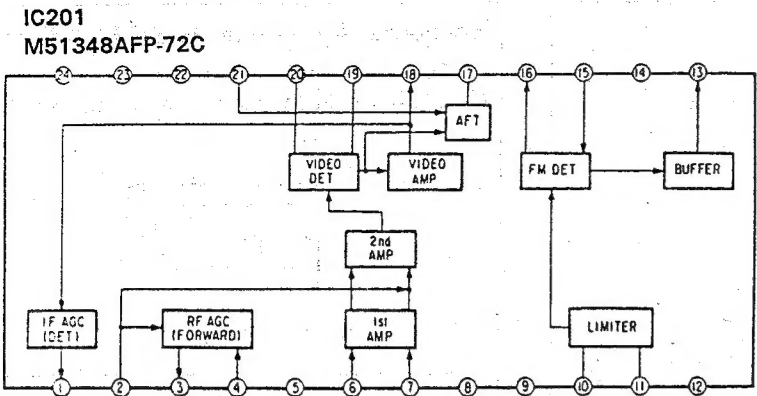 IC201
M51348AFP-72C
24 23 22 21 20 19 18 17 16 15 14 13
AFT
VIDEO DET
VIDEO AMP
FM DET
BUFFER
2nd AMP
IF AGC (DET)
RF AGC (FORWARD)
1st AMP
LIMITER
1 2 3 4 5 6 7 8 9 10 11 12